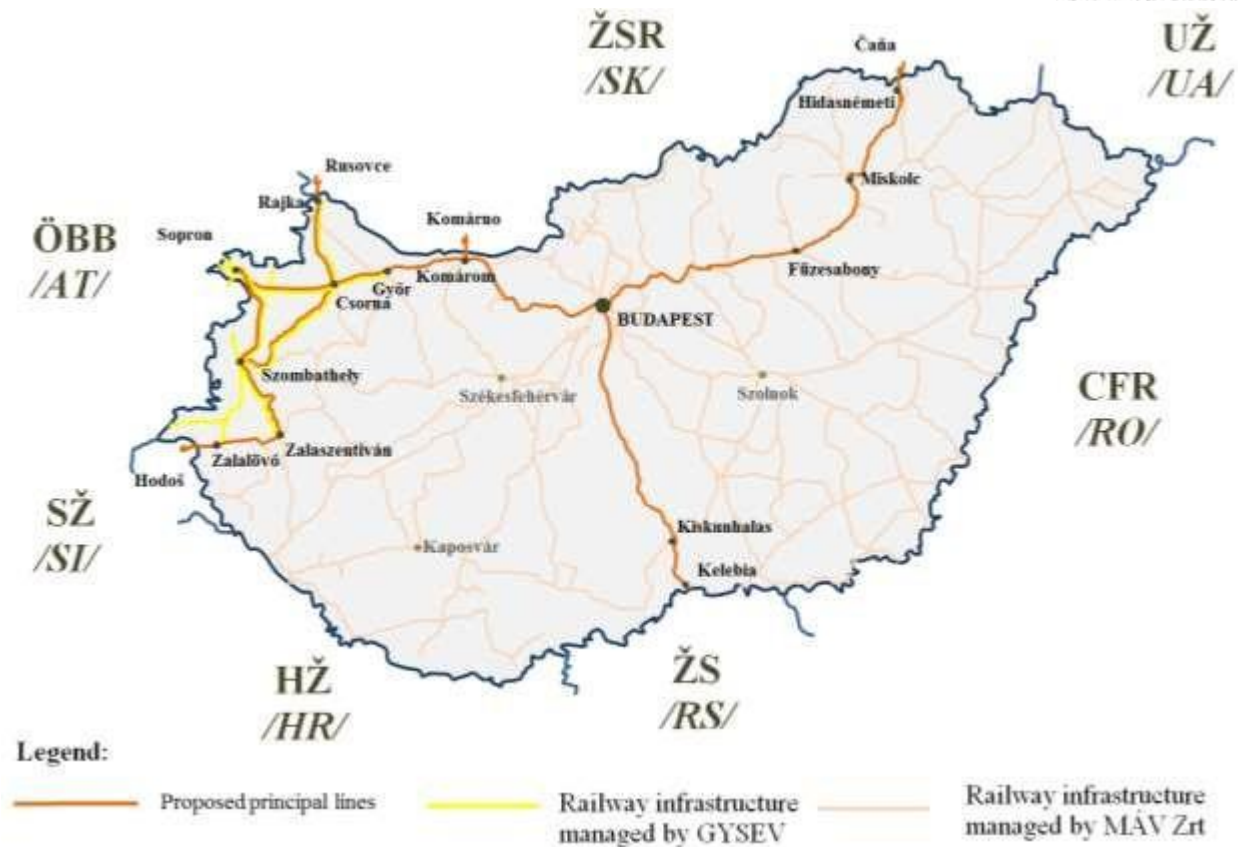 ŽSR
/SK/
UŽ
/UA/
Čaňa
Hidasnémeti
Rusovce
Rajka
Komárno
Miskolc
ÖBB
/AT/
Sopron
Komárom
Győr
Csorna
Füzesabony
BUDAPEST
Szombathely
Székesfehérvár
Szolnok
CFR
/RO/
Zalaszentiván
Zalalövő
Hodoš
SŽ
/SI/
Kiskunhalas
Kaposvár
Kelebia
HŽ
/HR/
ŽS
/RS/
Legend:
Proposed principal lines
Railway infrastructure
managed by GYSEV
Railway infrastructure
managed by MÁV Zrt